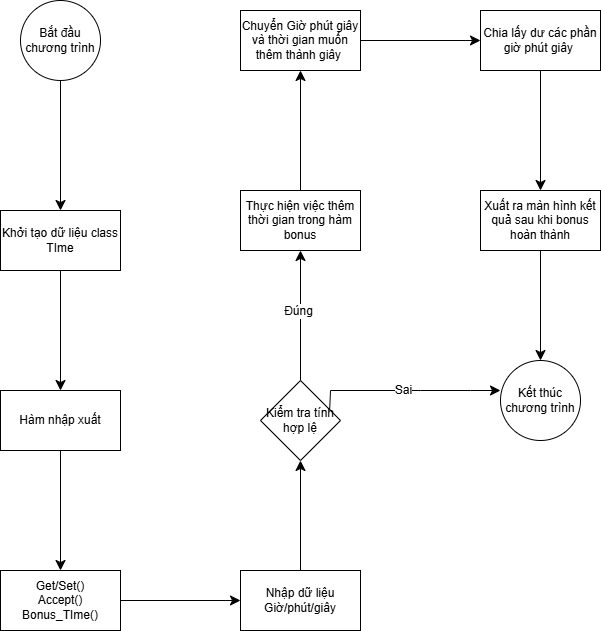 Bắt đầu
chương trình
Khởi tạo dữ liệu class
TIme
Hàm nhập xuất
Get/Set()
Accept()
Bonus_TIme()
Nhập dữ liệu
Giờ/phút/giây
Kiểm tra tính
hợp lệ
Đúng
Sai
Thực hiện việc thêm
thời gian trong hàm
bonus
Chuyển Giờ phút giây
và thời gian muốn
thêm thành giây
Chia lấy dư các phần
giờ phút giây
Xuất ra màn hình kết
quả sau khi bonus
hoàn thành
Kết thúc
chương trình